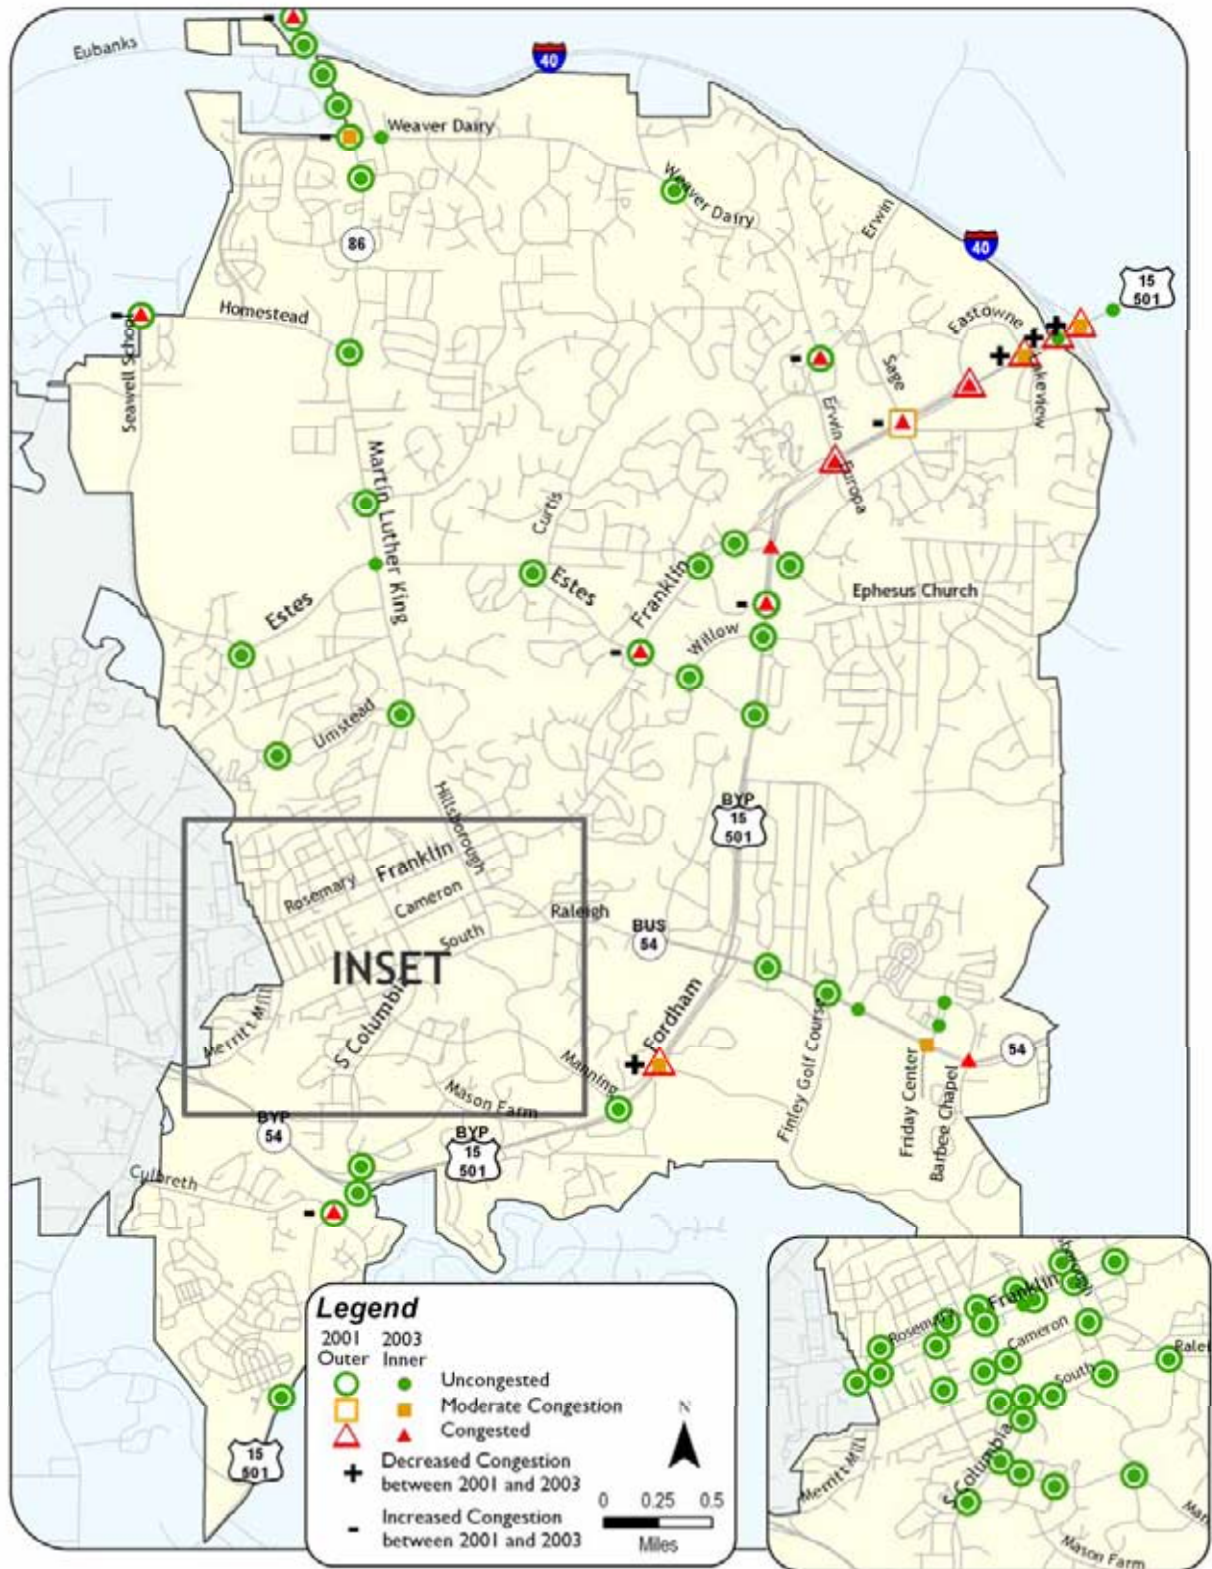 Eubanks
40
Weaver Dairy
Weaver Dairy
Erwin
86
40
15
501
Homestead
Eastowne
Seawell School
Sage
Lakeview
Erwin
Europa
Martin Luther King
Curtis
Estes
Estes
Franklin
Ephesus Church
Willow
Umstead
Hillsborough
BYP
15
501
Franklin
Rosemary
Cameron
Raleigh
South
BUS
54
INSET
Merritt Mill
S Columbia
Fordham
Manning
Mason Farm
Finley Golf Course
Friday Center
Barbee Chapel
54
BYP
54
BYP
15
501
Culbreth
15
501
Legend
2001 2003
Outer Inner
Uncongested
Moderate Congestion
Congested
+ Decreased Congestion
between 2001 and 2003
- Increased Congestion
between 2001 and 2003
N
0 0.25 0.5
Miles
Franklin
Rosemary
Cameron
South
Merritt Mill
S Columbia
Mason Farm